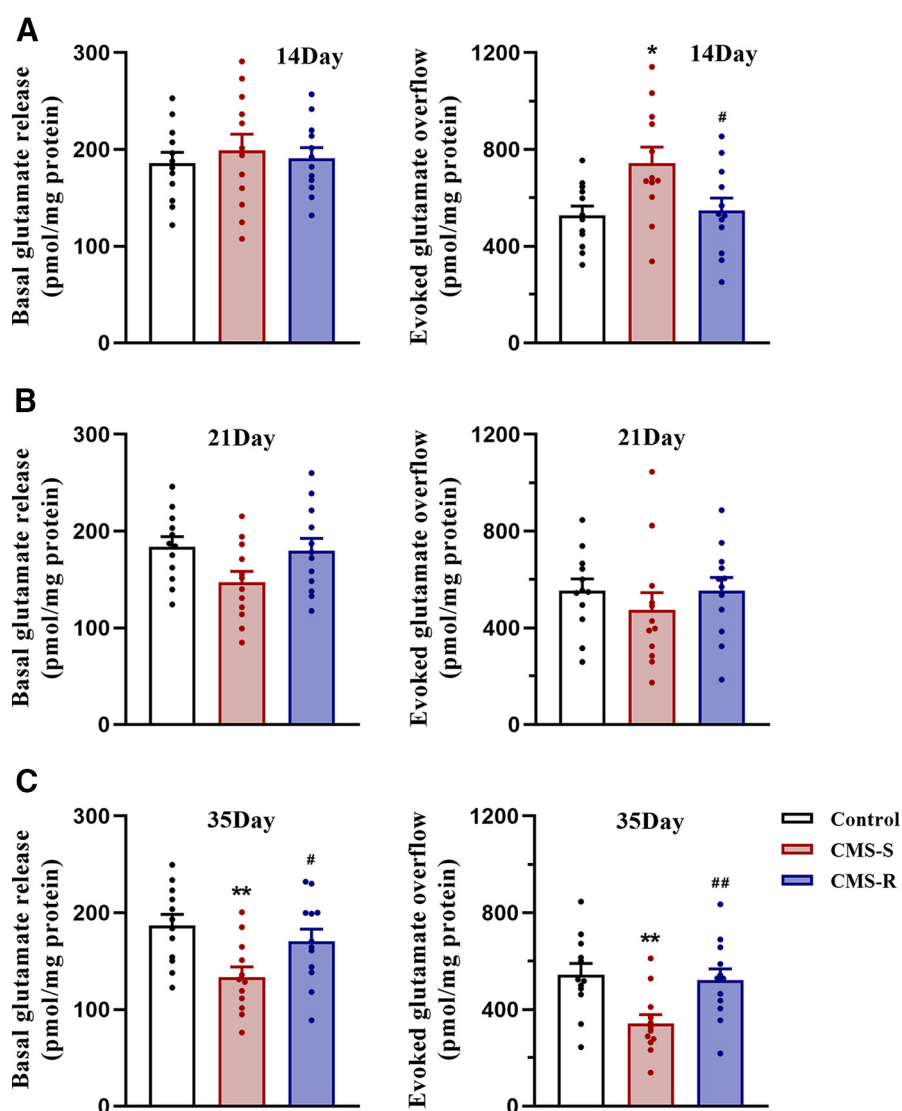 A
Basal glutamate release
(pmol/mg protein)
300
200
100
0
14Day
Evoked glutamate overflow
(pmol/mg protein)
1200
800
400
0
*
14Day
#
B
Basal glutamate release
(pmol/mg protein)
300
200
100
0
21Day
Evoked glutamate overflow
(pmol/mg protein)
1200
800
400
0
21Day
C
Basal glutamate release
(pmol/mg protein)
300
200
100
0
35Day
**
#
Evoked glutamate overflow
(pmol/mg protein)
1200
800
400
0
35Day
**
##
Control
CMS-S
CMS-R